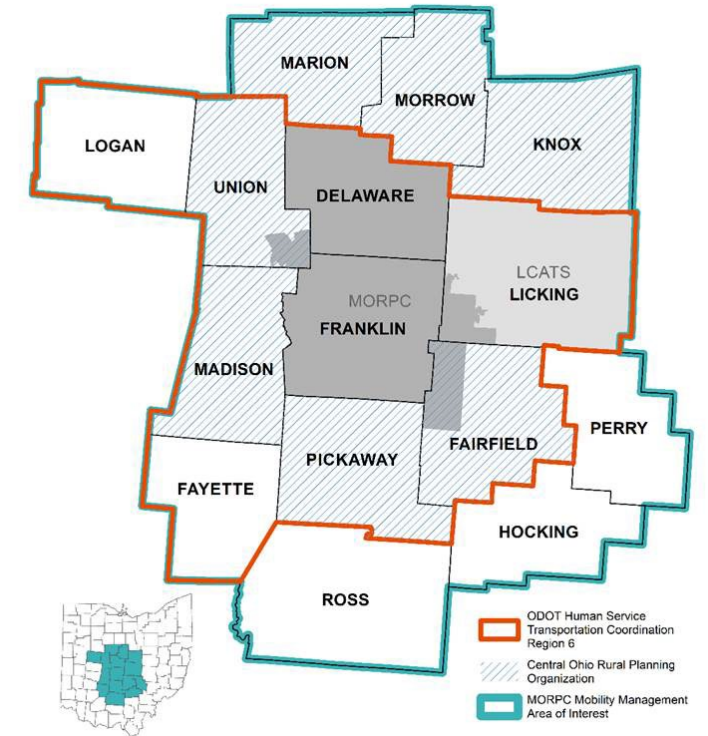 MARION
MORROW
KNOX
LOGAN
UNION
DELAWARE
LCATS
LICKING
MORPC
FRANKLIN
MADISON
PERRY
FAIRFIELD
PICKAWAY
FAYETTE
HOCKING
ROSS
ODOT Human Service
Transportation Coordination
Region 6
Central Ohio Rural Planning
Organization
MORPC Mobility Management
Area of Interest